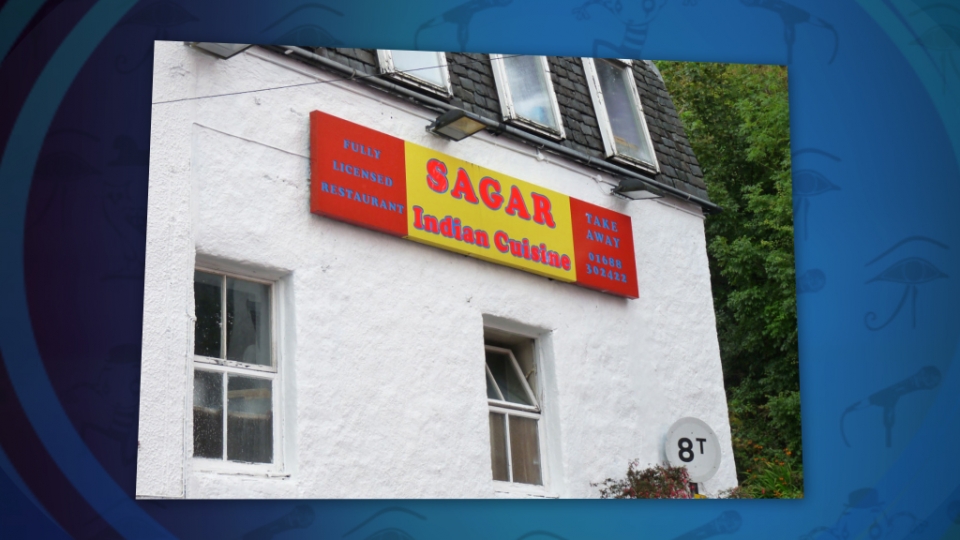 FULLY
LICENSED
RESTAURANT
SAGAR
Indian Cuisine
TAKE
AWAY
01688
302422
8T